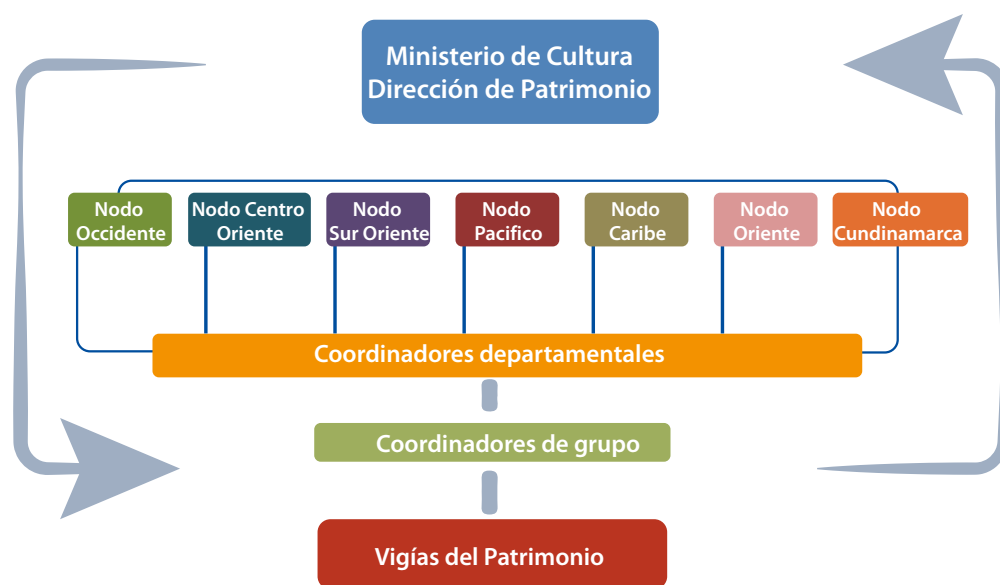 Ministerio de Cultura
Dirección de Patrimonio
Nodo
Occidente
Nodo Centro
Oriente
Nodo
Sur Oriente
Nodo
Pacifico
Nodo
Caribe
Nodo
Oriente
Nodo
Cundinamarca
Coordinadores departamentales
Coordinadores de grupo
Vigías del Patrimonio